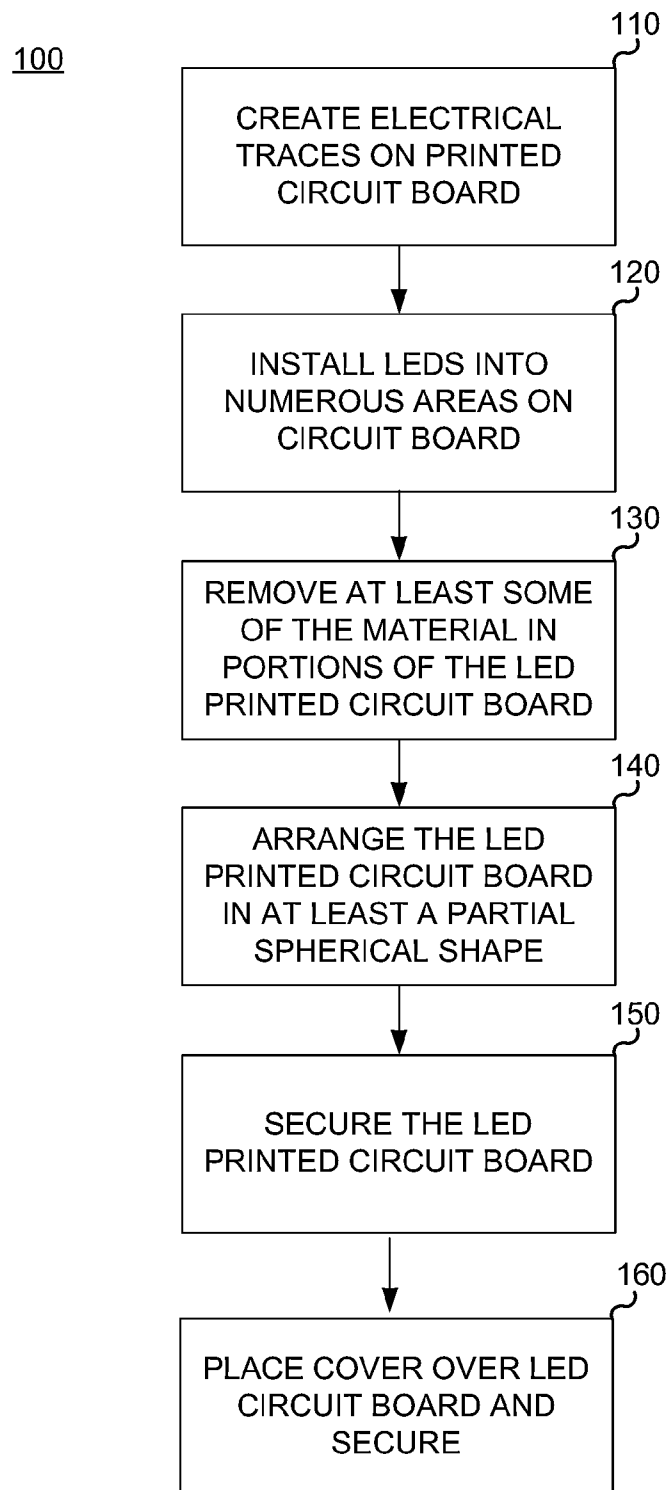 100
110
CREATE ELECTRICAL
TRACES ON PRINTED
CIRCUIT BOARD
120
INSTALL LEDS INTO
NUMEROUS AREAS ON
CIRCUIT BOARD
130
REMOVE AT LEAST SOME
OF THE MATERIAL IN
PORTIONS OF THE LED
PRINTED CIRCUIT BOARD
140
ARRANGE THE LED
PRINTED CIRCUIT BOARD
IN AT LEAST A PARTIAL
SPHERICAL SHAPE
150
SECURE THE LED
PRINTED CIRCUIT BOARD
160
PLACE COVER OVER LED
CIRCUIT BOARD AND
SECURE